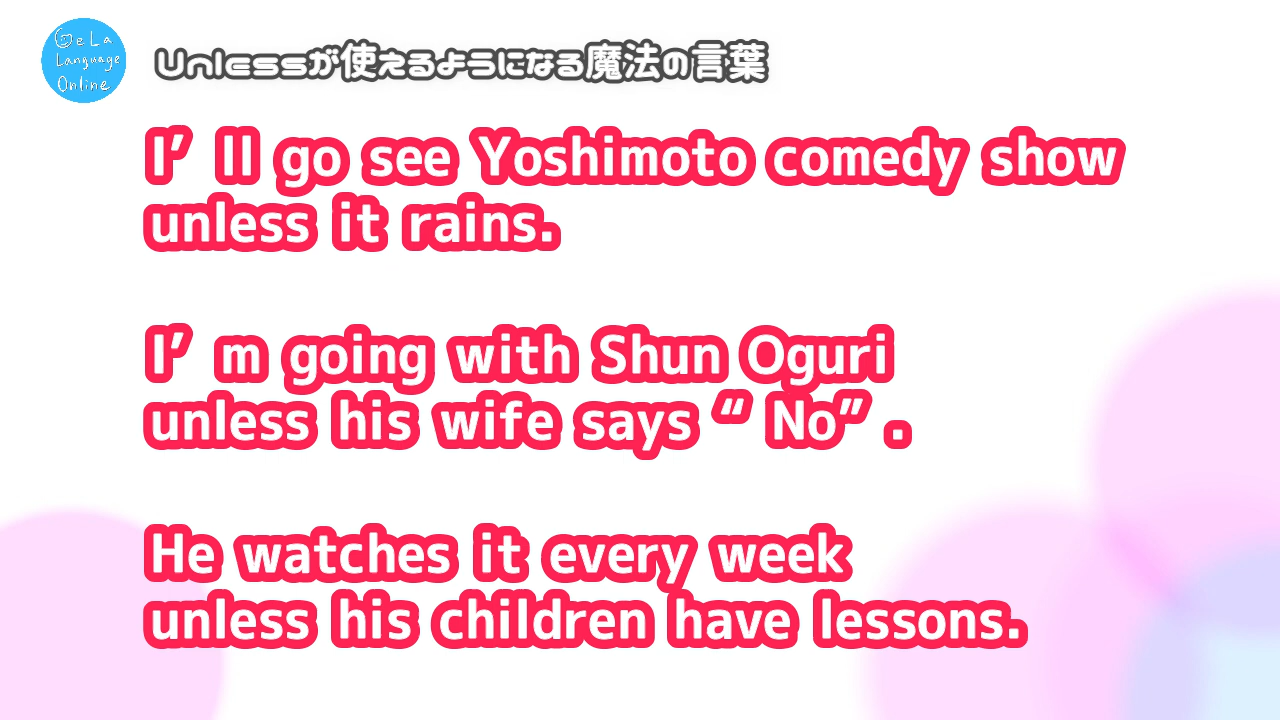 GeLa
Language
Online
Unlessが使えるようになる魔法の言葉
I’ll go see Yoshimoto comedy show
unless it rains.
I’m going with Shun Oguri
unless his wife says “No”.
He watches it every week
unless his children have lessons.